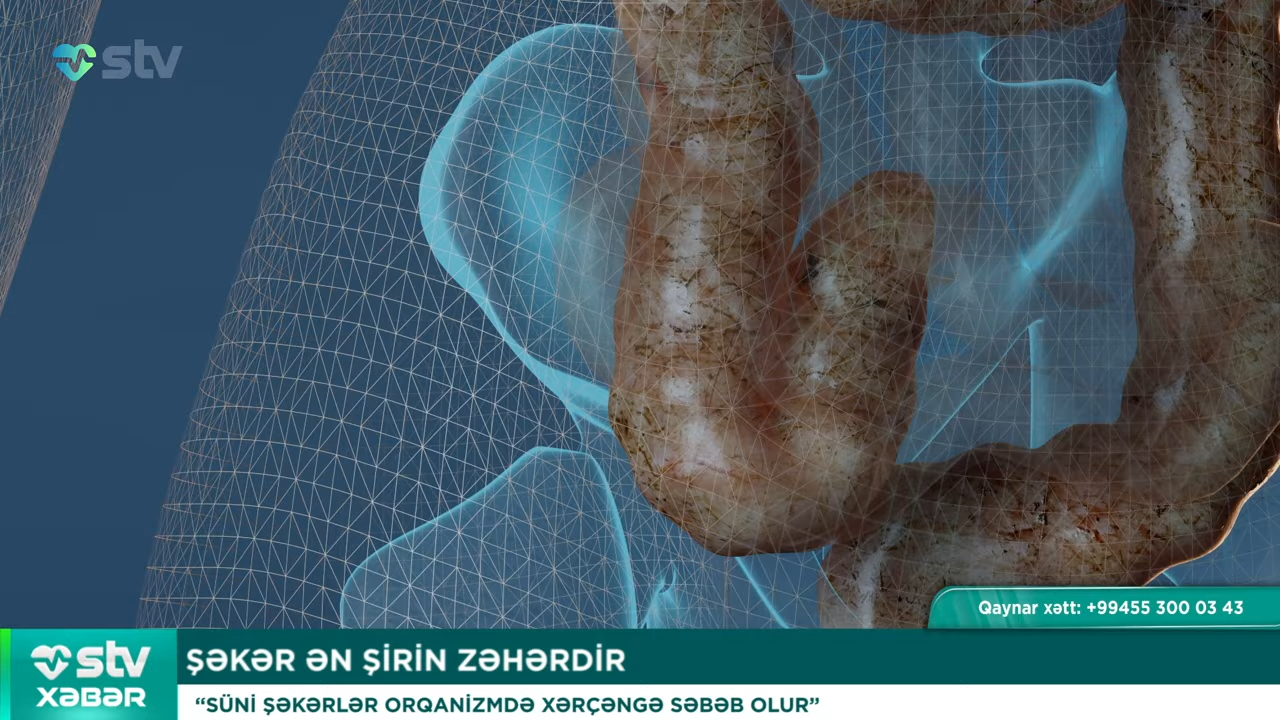 stv
Qaynar xətt: +99455 300 03 43
stv
XƏBƏR
ŞƏKƏR ƏN ŞİRİN ZƏHƏRDİR
“SÜNİ ŞƏKƏRLƏR ORQANİZMDƏ XƏRÇƏNGƏ SƏBƏB OLUR”